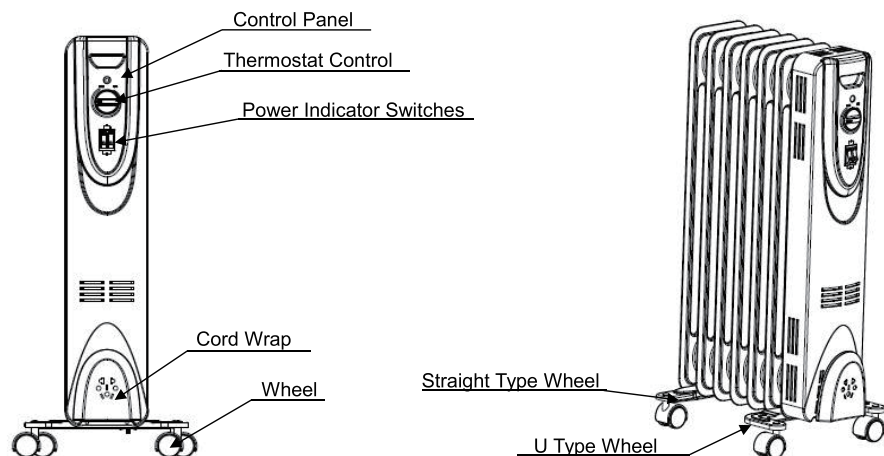 Control Panel
Thermostat Control
Power Indicator Switches
Cord Wrap
Wheel
Straight Type Wheel
U Type Wheel